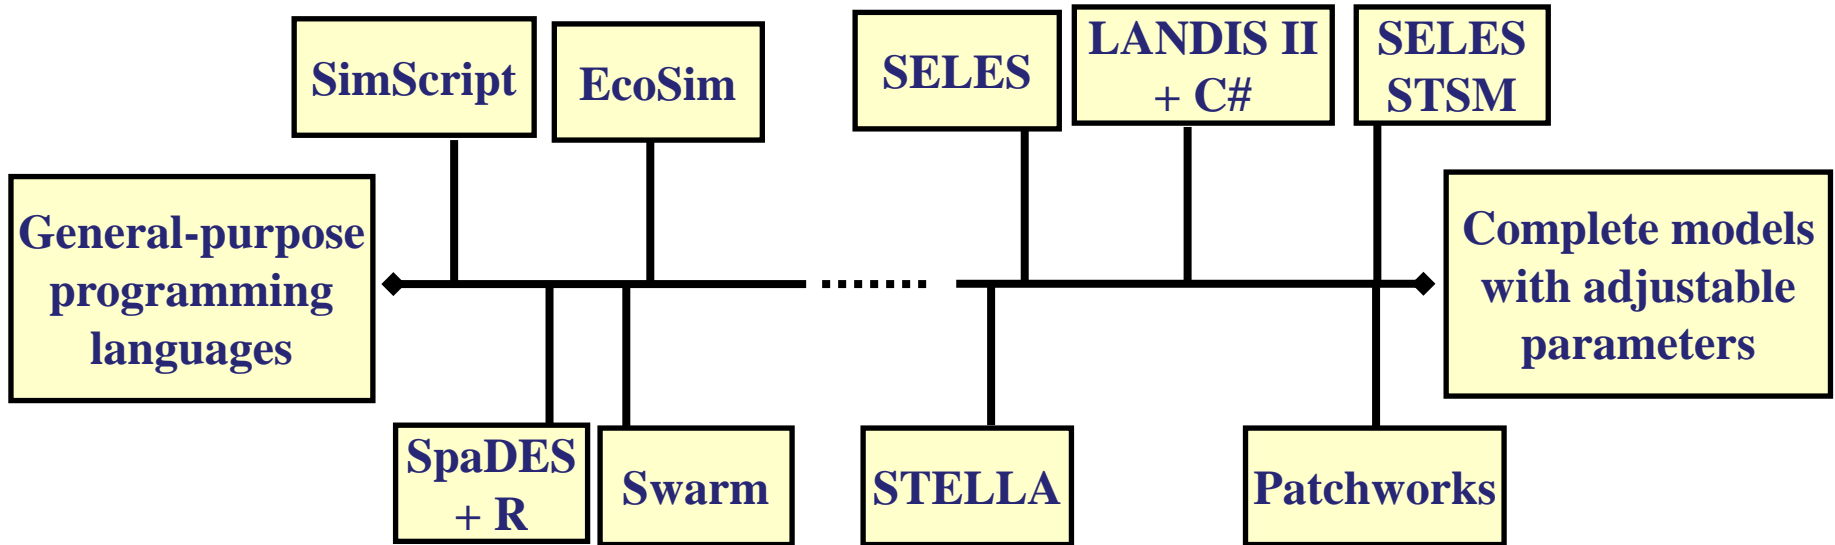 SimScript
EcoSim
SELES
LANDIS II
+ C#
SELES
STSM
General-purpose
programming
languages
Complete models
with adjustable
parameters
SpaDES
+ R
Swarm
STELLA
Patchworks